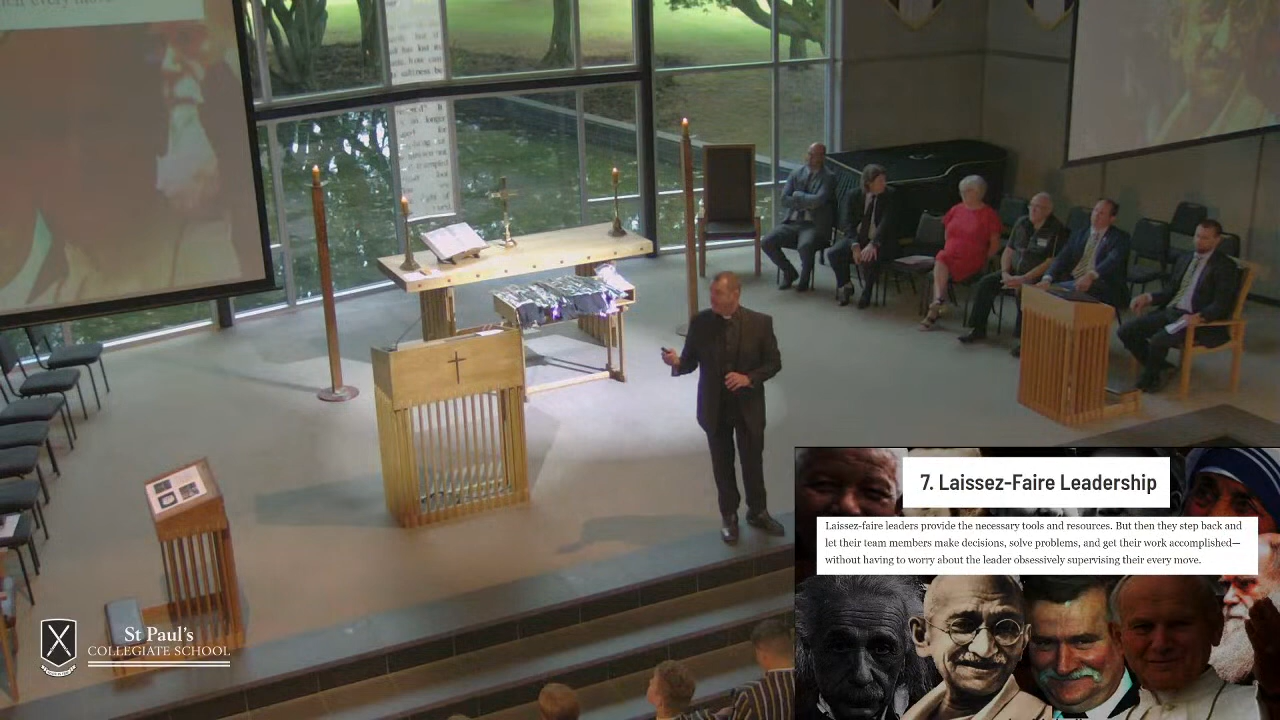 7. Laissez-Faire Leadership
Laissez-faire leaders provide the necessary tools and resources. But then they step back and
let their team members make decisions, solve problems, and get their work accomplished—
without having to worry about the leader obsessively supervising their every move.
St Paul's
COLLEGIATE SCHOOL